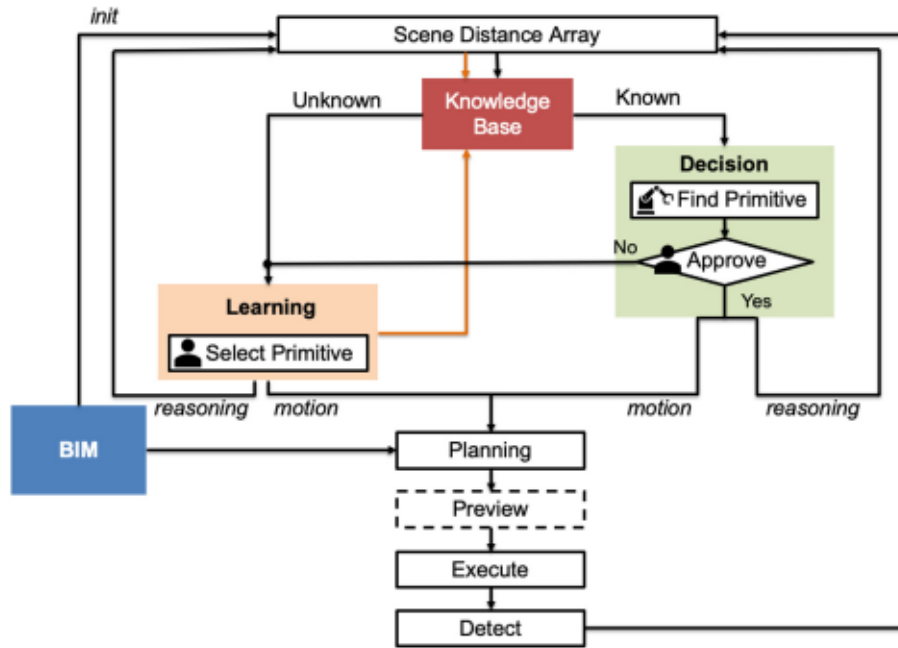 init
Scene Distance Array
Unknown
Knowledge
Base
Known
Decision
Find Primitive
No
Approve
Yes
Learning
Select Primitive
reasoning
motion
motion
reasoning
BIM
Planning
Preview
Execute
Detect